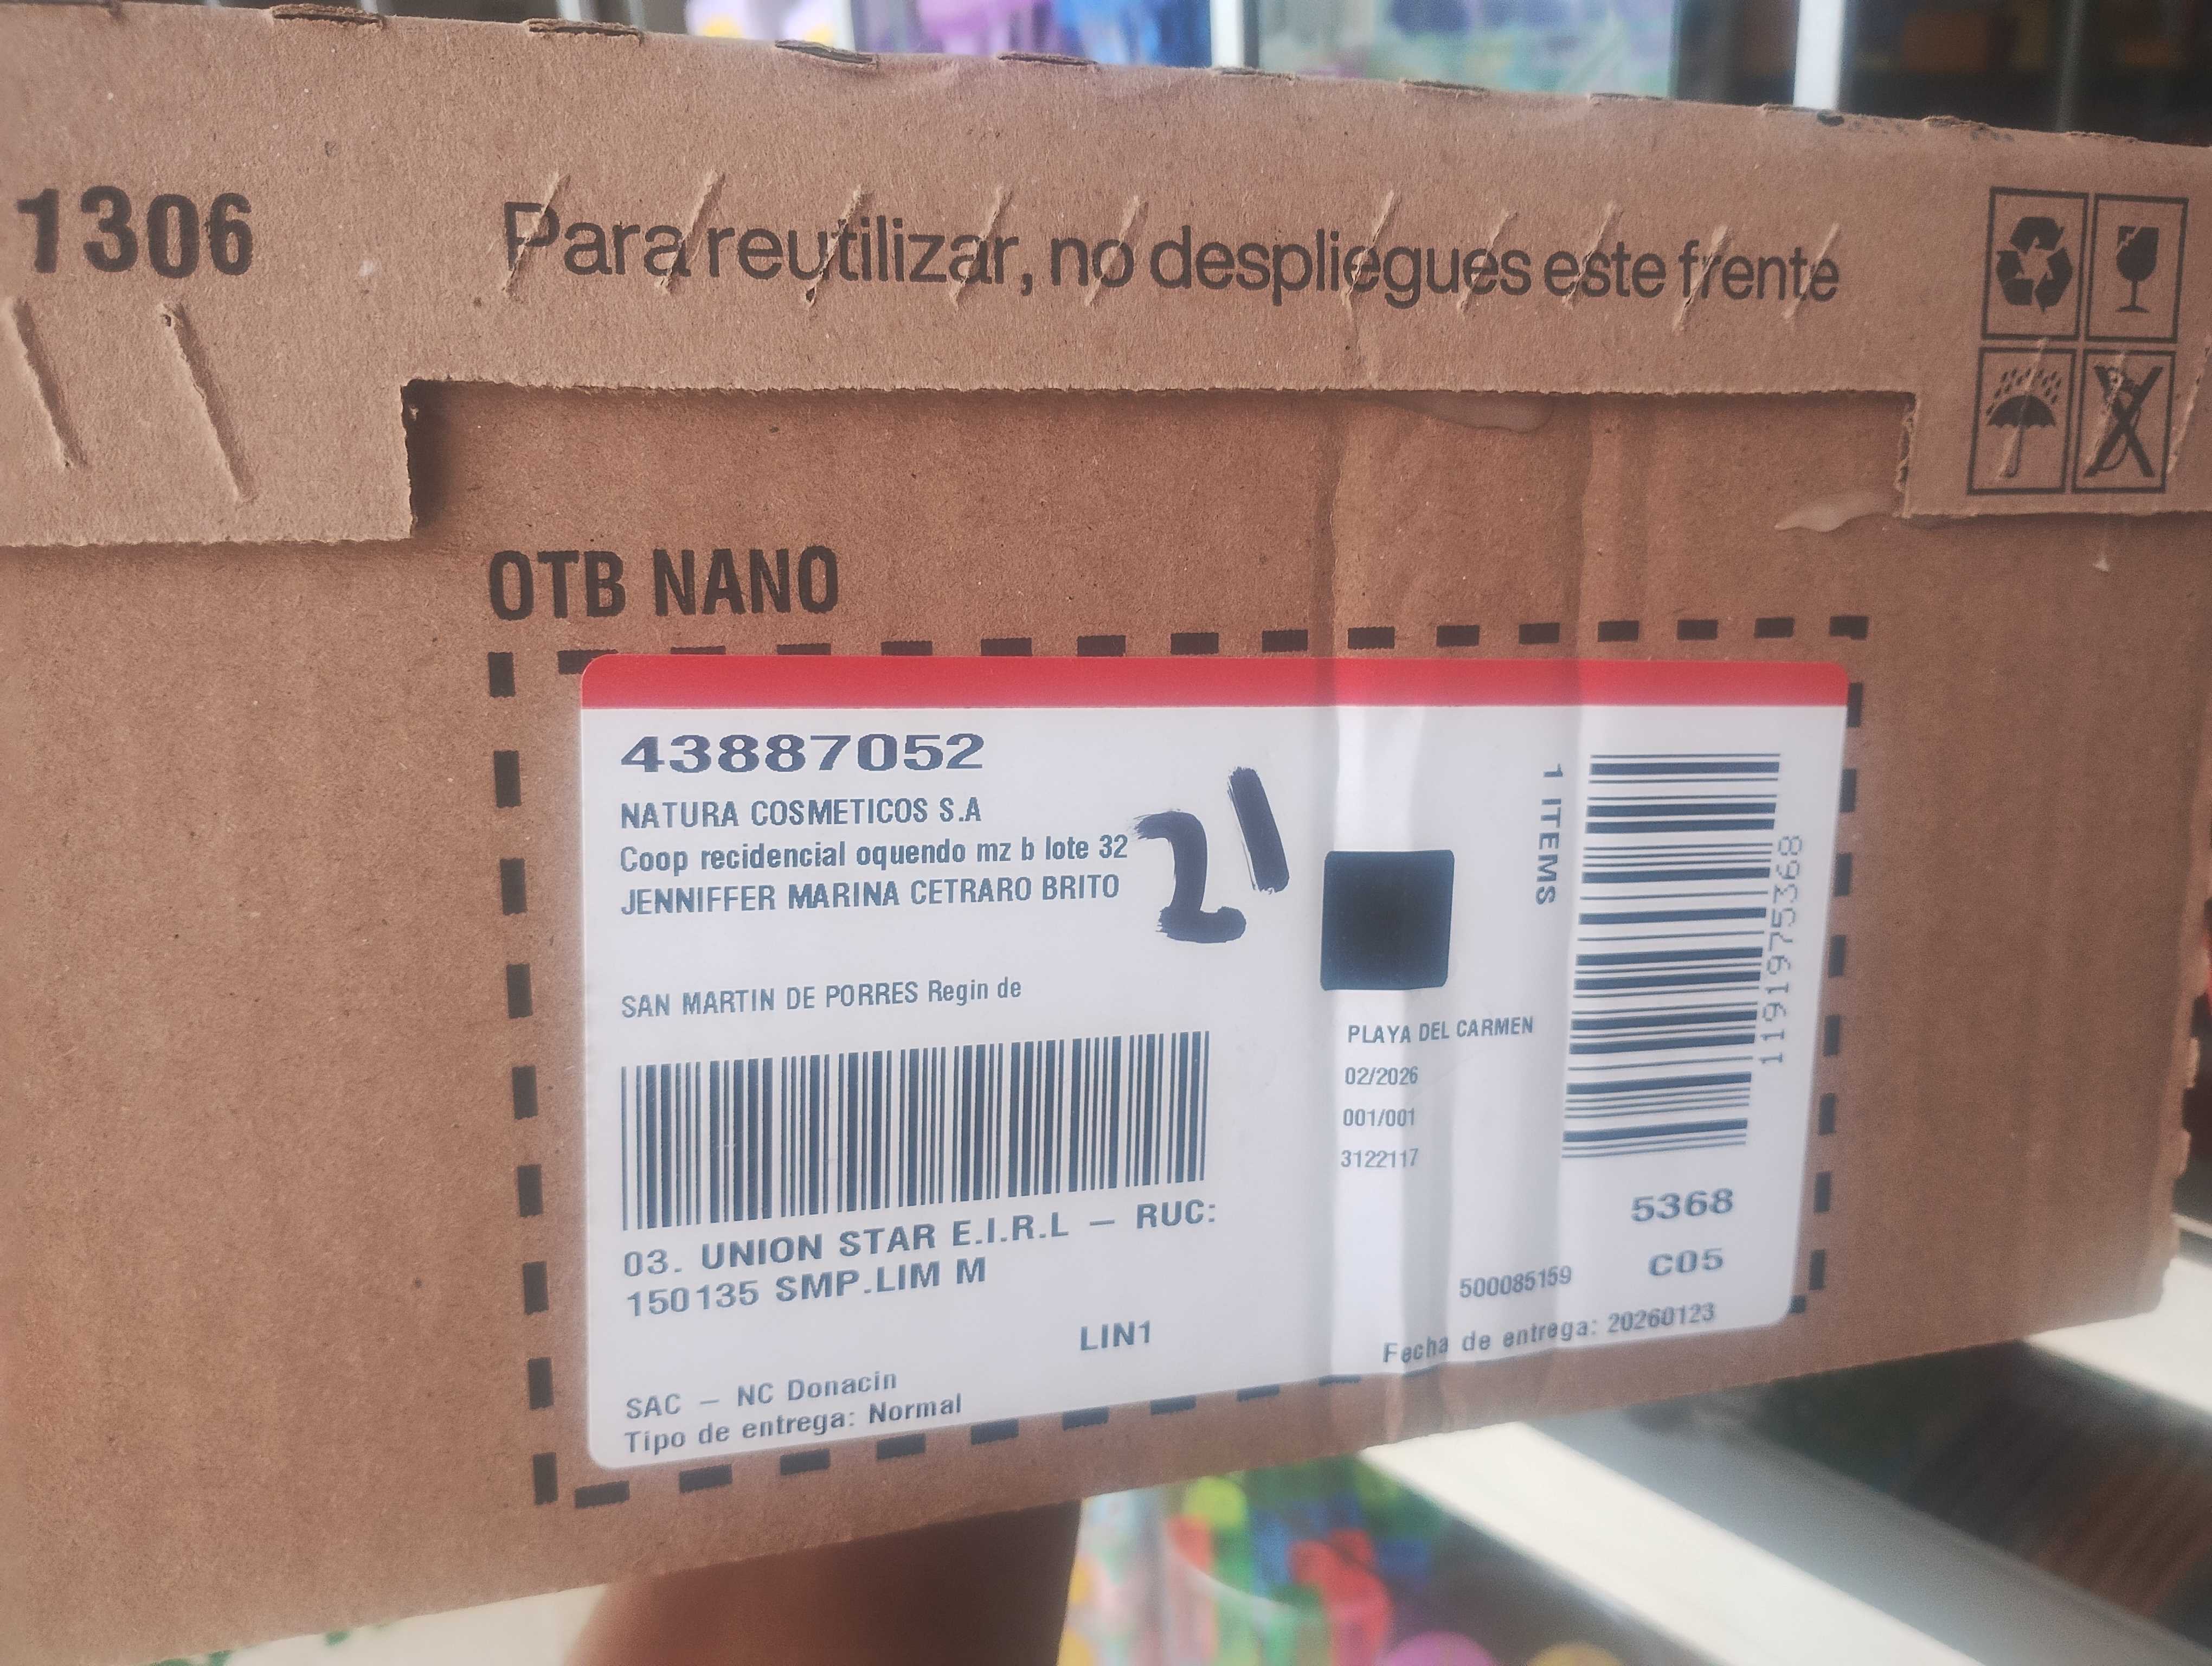 1306
Para reutilizar, no despliegues este frente
OTB NANO
43887052
NATURA COSMETICOS S.A
Coop recidencial oquendo mz b lote 32
JENNIFFER MARINA CETRARO BRITO
21
SAN MARTIN DE PORRES Regin de
03. UNION STAR E.I.R.L – RUC:
150135 SMP.LIM M
LIN1
SAC – NC Donacin
Tipo de entrega: Normal
PLAYA DEL CARMEN
02/2026
001/001
3122117
1 ITEMS
1191975368
5368
C05
500085159
Fecha de entrega: 20260123